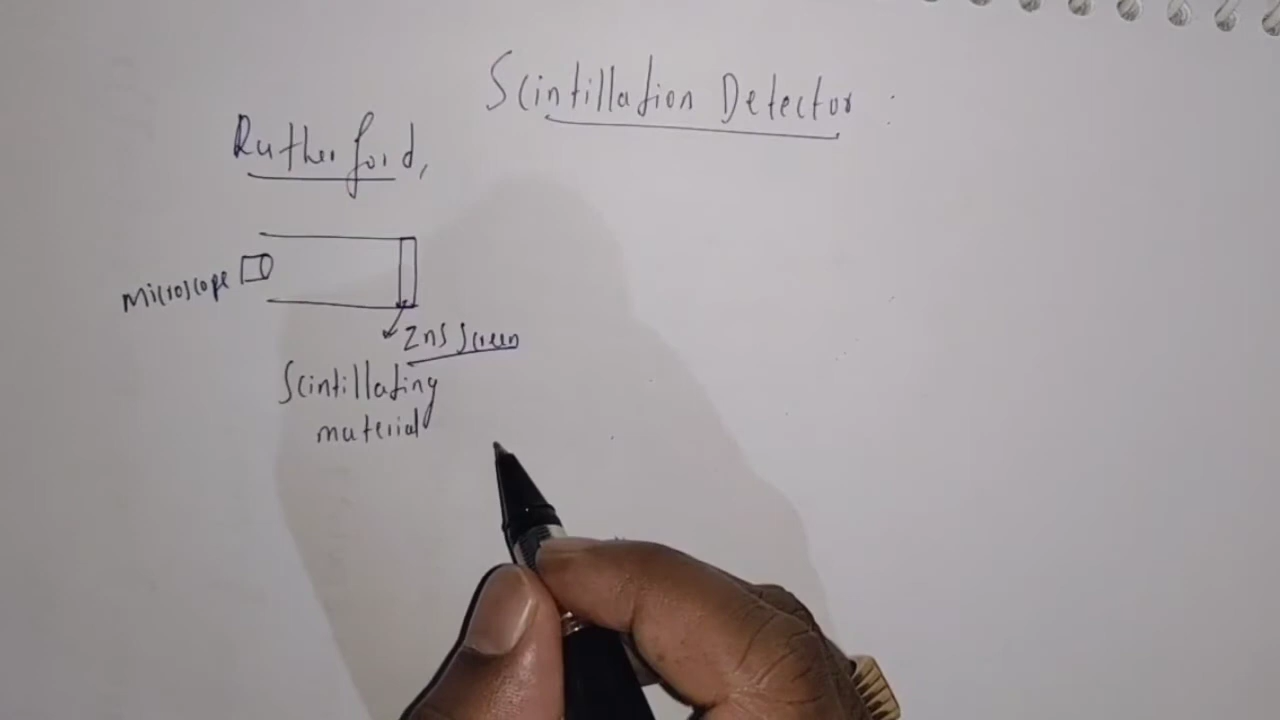 Scintillation Detector :
Rutherford,
Microscope
ZnS Screen
Scintillating
material